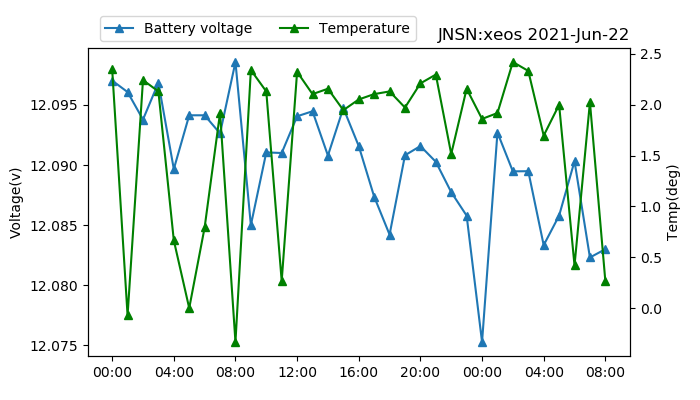 Battery voltage Temperature
JNSN:xeos 2021-Jun-22
Voltage(v)
12.095
12.090
12.085
12.080
12.075
2.5
2.0
1.5
1.0
0.5
0.0
Temp(deg)
00:00 04:00 08:00 12:00 16:00 20:00 00:00 04:00 08:00